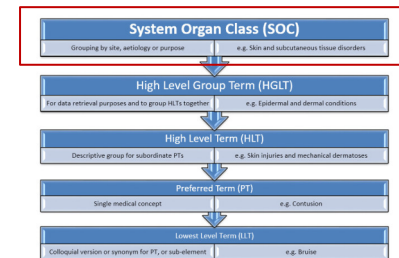 System Organ Class (SOC)
Grouping by site, aetiology or purpose
e.g. Skin and subcutaneous tissue disorders
High Level Group Term (HGLT)
For data retrieval purposes and to group HLTs together
e.g. Epidermal and dermal conditions
High Level Term (HLT)
Descriptive group for subordinate PTs
e.g. Skin injuries and mechanical dermatoses
Preferred Term (PT)
Single medical concept
e.g. Contusion
Lowest Level Term (LLT)
Colloquial version or synonym for PT, or sub-element
e.g. Bruise